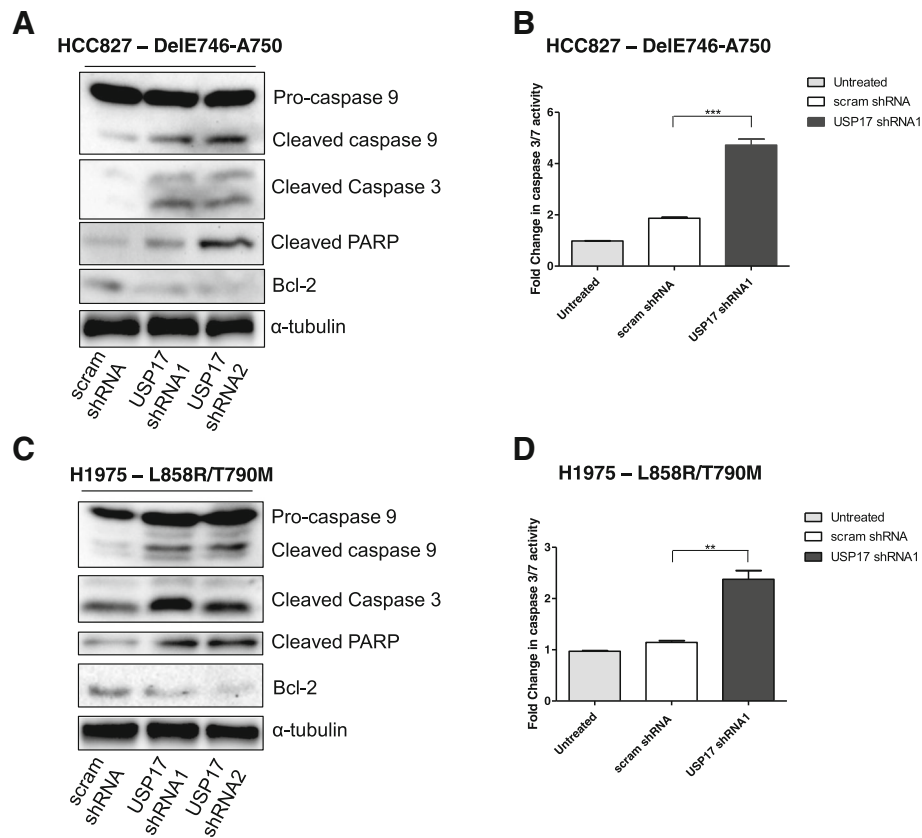 A
HCC827 – DelE746-A750
Pro-caspase 9
Cleaved caspase 9
Cleaved Caspase 3
Cleaved PARP
Bcl-2
α-tubulin
scram
shRNA
USP17
shRNA1
USP17
shRNA2
B
HCC827 – DelE746-A750
Fold Change in caspase 3/7 activity
6
4
2
0
***
Untreated
scram shRNA
USP17 shRNA1
Untreated
scram shRNA
USP17 shRNA1
C
H1975 – L858R/T790M
Pro-caspase 9
Cleaved caspase 9
Cleaved Caspase 3
Cleaved PARP
Bcl-2
α-tubulin
scram
shRNA
USP17
shRNA1
USP17
shRNA2
D
H1975 – L858R/T790M
Fold Change in caspase 3/7 activity
3
2
1
0
**
Untreated
scram shRNA
USP17 shRNA1
Untreated
scram shRNA
USP17 shRNA1